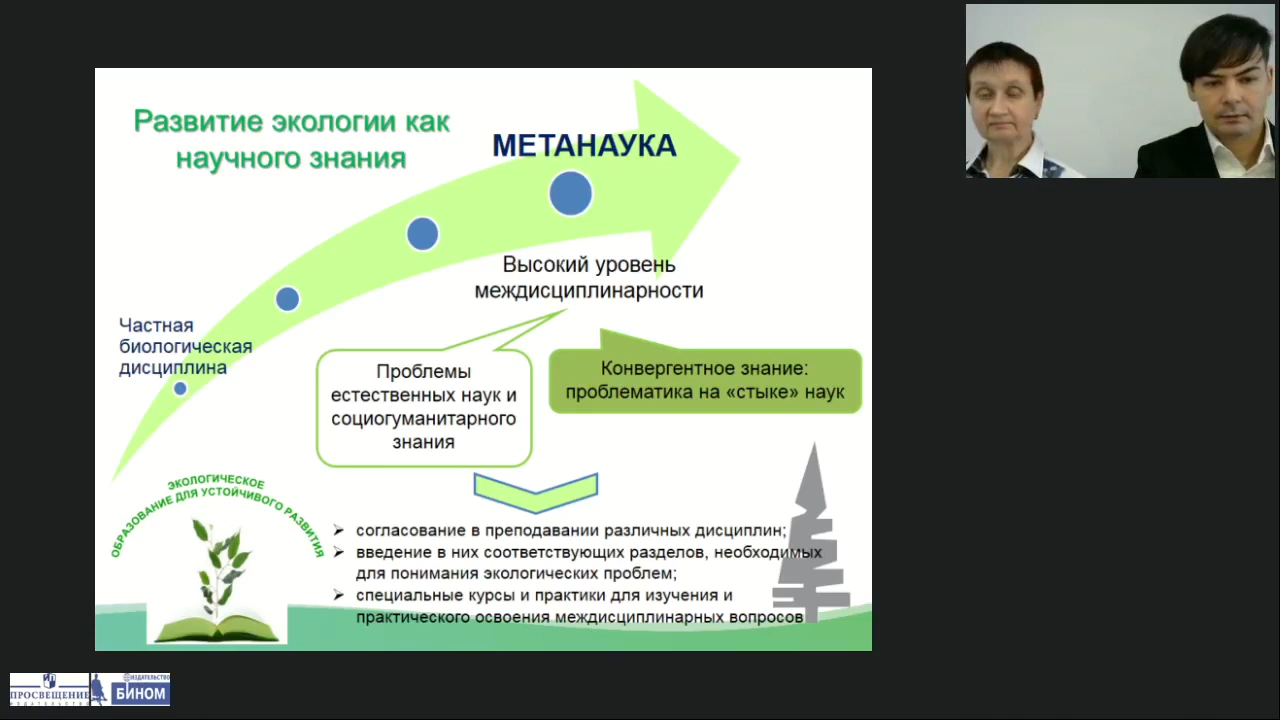 Развитие экологии как
научного знания
МЕТАНАУКА
Высокий уровень
междисциплинарности
Частная
биологическая
дисциплина
Проблемы
естественных наук и
социогуманитарного
знания
Конвергентное знание:
проблематика на «стыке» наук
ЭКОЛОГИЧЕСКОЕ
ОБРАЗОВАНИЕ ДЛЯ УСТОЙЧИВОГО РАЗВИТИЯ
согласование в преподавании различных дисциплин;
введение в них соответствующих разделов, необходимых
для понимания экологических проблем;
специальные курсы и практики для изучения и
практического освоения междисциплинарных вопросов
ПРОСВЕЩЕНИЕ
ИЗДАТЕЛЬСТВО
ИЗДАТЕЛЬСТВО
БИНОМ